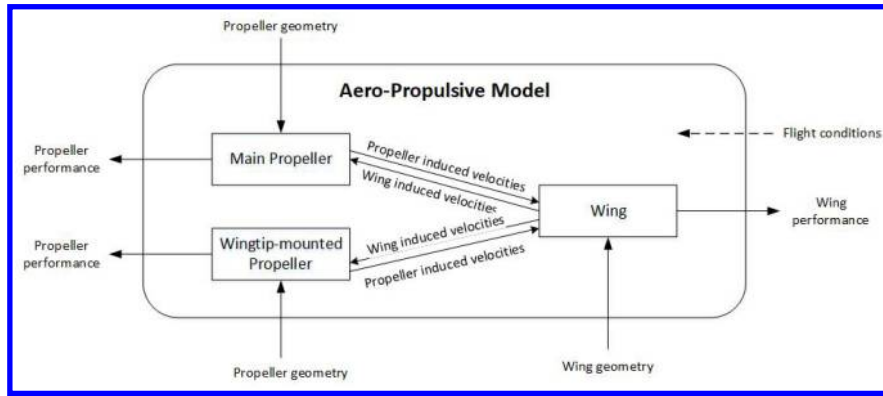 Propeller geometry
Aero-Propulsive Model
Propeller
performance
Main Propeller
Propeller induced velocities
Wing induced velocities
Flight conditions
Wing
Wing
performance
Propeller
performance
Wingtip-mounted
Propeller
Wing induced velocities
Propeller induced velocities
Propeller geometry
Wing geometry